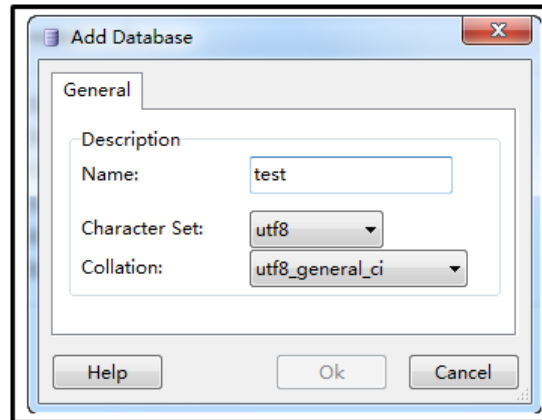 Add Database
General
Description
Name: test
Character Set: utf8
Collation: utf8_general_ci
Help Ok Cancel